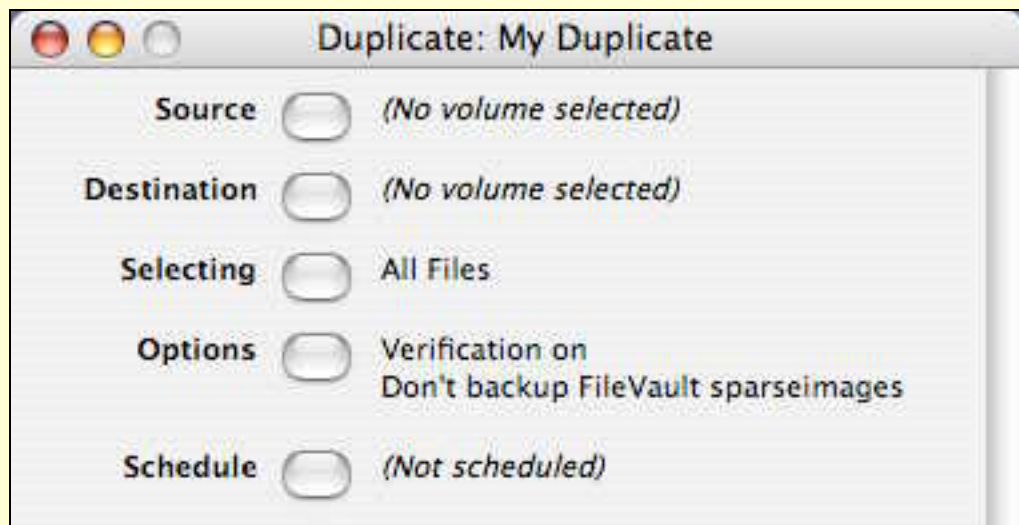 Duplicate: My Duplicate
Source (No volume selected)
Destination (No volume selected)
Selecting All Files
Options Verification on
Don't backup FileVault sparseimages
Schedule (Not scheduled)